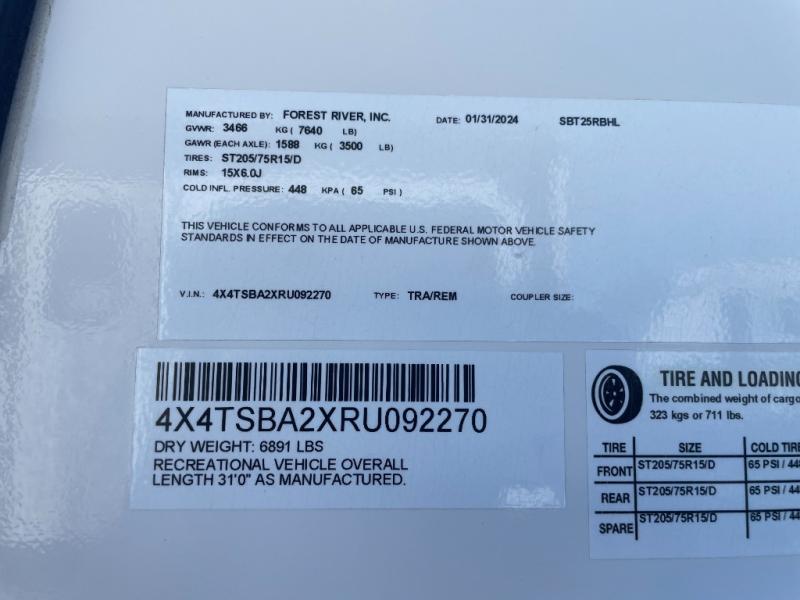 MANUFACTURED BY: FOREST RIVER, INC. DATE: 01/31/2024 SBT25RBHL
GVWR: 3466 KG ( 7640 LB)
GAWR (EACH AXLE): 1588 KG ( 3500 LB)
TIRES: ST205/75R15/D
RIMS: 15X6.0J
COLD INFL. PRESSURE: 448 KPA ( 65 PSI )
THIS VEHICLE CONFORMS TO ALL APPLICABLE U.S. FEDERAL MOTOR VEHICLE SAFETY
STANDARDS IN EFFECT ON THE DATE OF MANUFACTURE SHOWN ABOVE.
V.I.N.: 4X4TSBA2XRU092270 TYPE: TRA/REM COUPLER SIZE:
4X4TSBA2XRU092270
DRY WEIGHT: 6891 LBS
RECREATIONAL VEHICLE OVERALL
LENGTH 31'0" AS MANUFACTURED.
TIRE AND LOADING
The combined weight of cargo
323 kgs or 711 lbs.
TIRE SIZE COLD TIRE
FRONT ST205/75R15/D 65 PSI / 448
REAR ST205/75R15/D 65 PSI / 44
SPARE ST205/75R15/D 65 PSI / 44